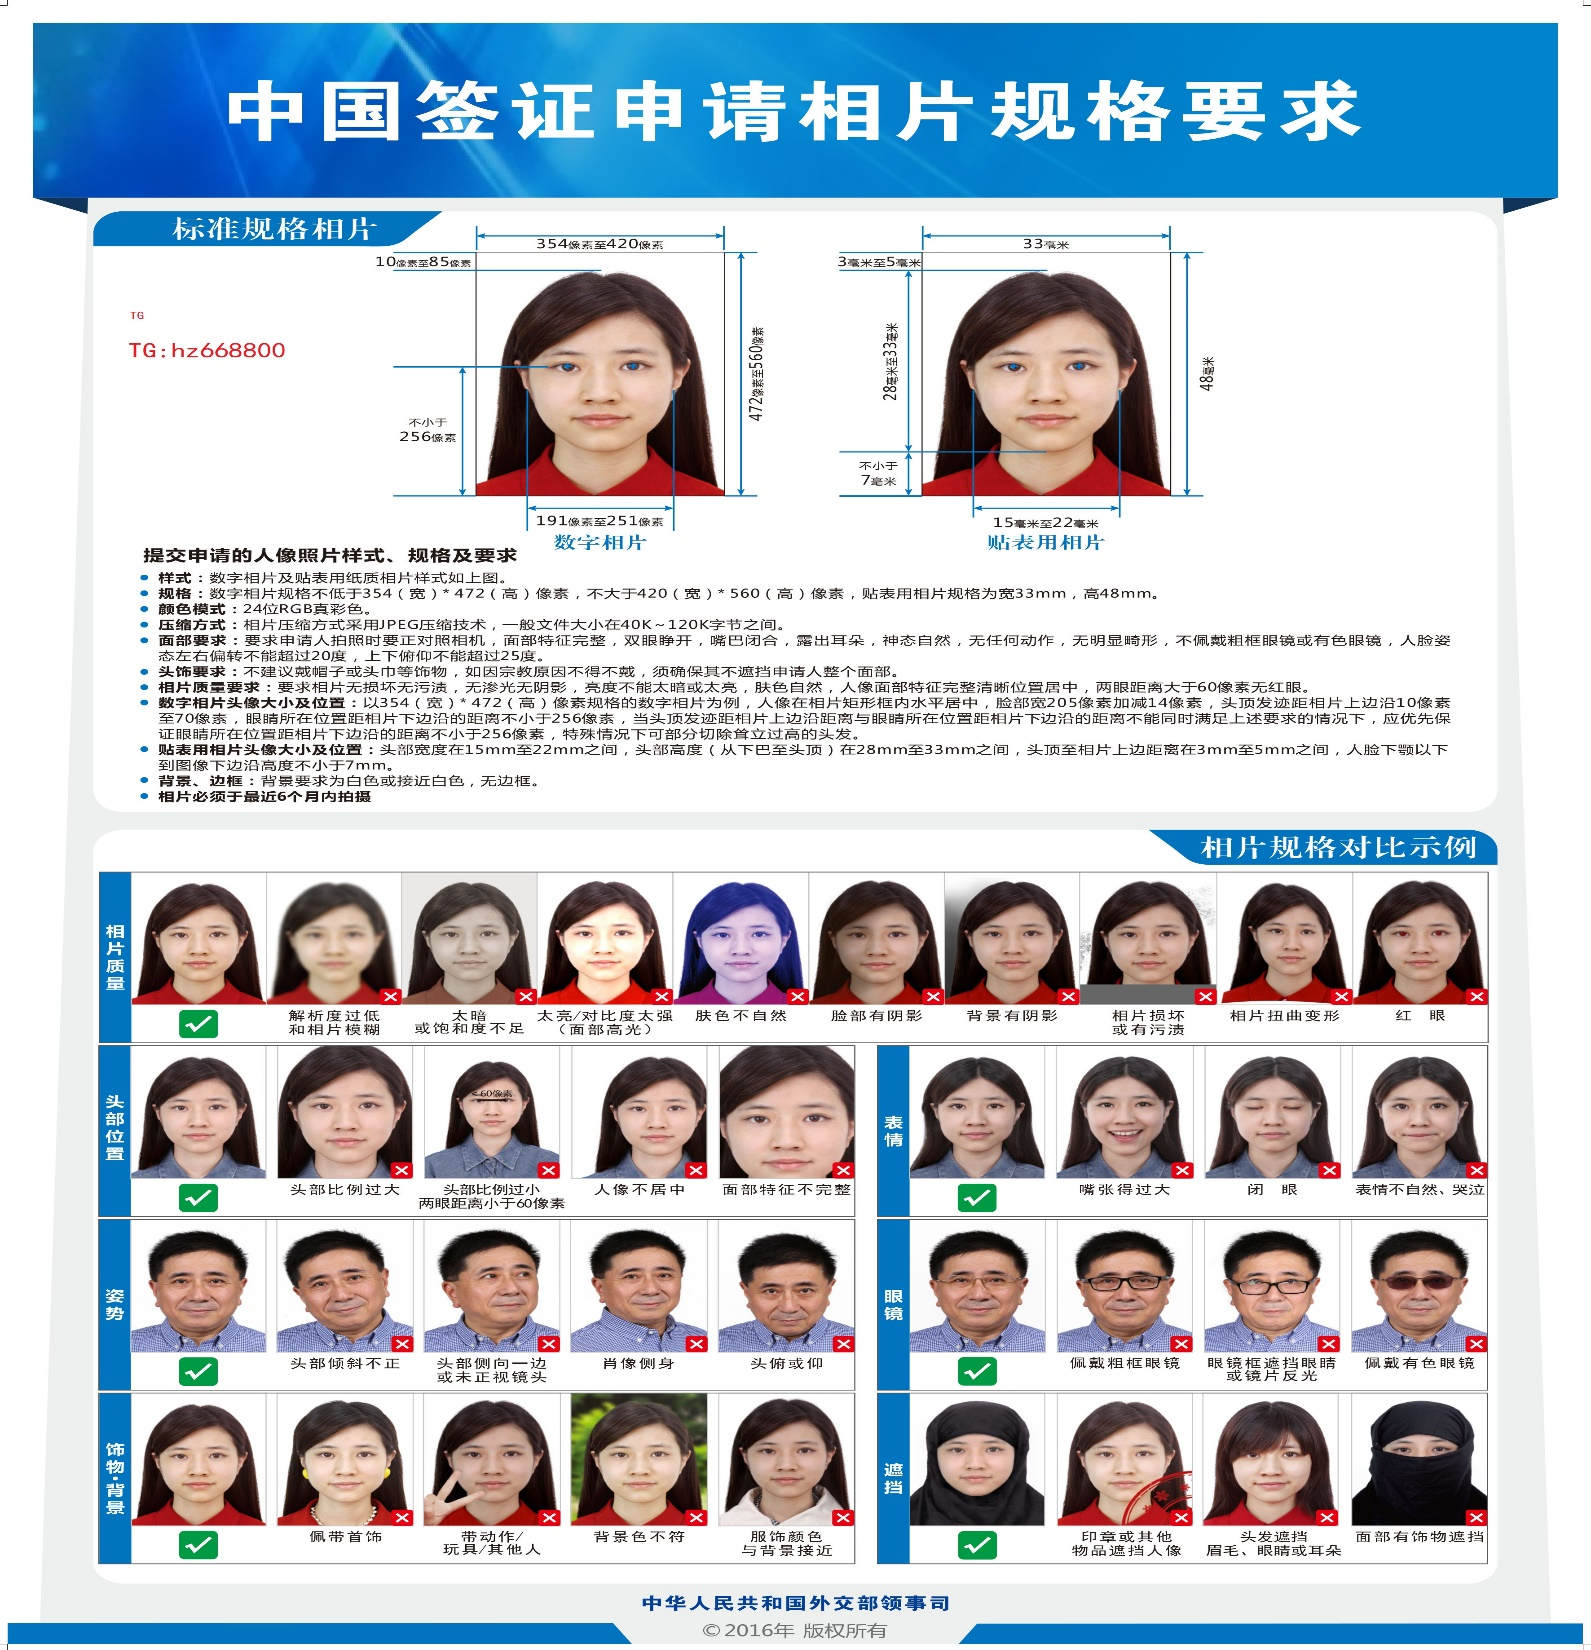 中国签证申请相片规格要求
标准规格相片
TG
TG:hz668800
354像素至420像素
10像素至85像素
472像素至560像素
不小于
256像素
191像素至251像素
数字相片
33毫米
3毫米至5毫米
28毫米至33毫米
48毫米
不小于
7毫米
15毫米至22毫米
贴表用相片
提交申请的人像照片样式、规格及要求
样式：数字相片及贴表用纸质相片样式如上图。
规格：数字相片规格不低于354（宽）* 472（高）像素，不大于420（宽）* 560（高）像素，贴表用相片规格为宽33mm，高48mm。
颜色模式：24位RGB真彩色。
压缩方式：相片压缩方式采用JPEG压缩技术，一般文件大小在40K~120K字节之间。
面部要求：要求申请人拍照时要正对照相机，面部特征完整，双眼睁开，嘴巴闭合，露出耳朵，神态自然，无任何动作，无明显畸形，不佩戴粗框眼镜或有色眼镜，人脸姿
态左右偏转不能超过20度，上下俯仰不能超过25度。
头饰要求：不建议戴帽子或头巾等饰物，如因宗教原因不得不戴，须确保其不遮挡申请人整个面部。
相片质量要求：要求相片无损坏无污渍，无渗光无阴影，亮度不能太暗或太亮，肤色自然，人像面部特征完整清晰位置居中，两眼距离大于60像素无红眼。
数字相片头像大小及位置：以354（宽）* 472（高）像素规格的数字相片为例，人像在相片矩形框内水平居中，脸部宽205像素加减14像素，头顶发迹距相片上边沿10像素
至70像素，眼睛所在位置距相片下边沿的距离不小于256像素，当头顶发迹距相片上边沿距离与眼睛所在位置距相片下边沿的距离不能同时满足上述要求的情况下，应优先保
证眼睛所在位置距相片下边沿的距离不小于256像素，特殊情况下可部分切除耸立过高的头发。
贴表用相片头像大小及位置：头部宽度在15mm至22mm之间，头部高度（从下巴至头顶）在28mm至33mm之间，头顶至相片上边距离在3mm至5mm之间，人脸下颚以下
到图像下边沿高度不小于7mm。
背景、边框：背景要求为白色或接近白色，无边框。
相片必须于最近6个月内拍摄
相片规格对比示例
相片质量
解析度过低
和相片模糊
太暗
或饱和度不足
太亮/对比度太强
（面部高光）
肤色不自然
脸部有阴影
背景有阴影
相片损坏
或有污渍
相片扭曲变形
红 眼
头部位置
头部比例过大
<60像素
头部比例过小
两眼距离小于60像素
人像不居中
面部特征不完整
表情
嘴张得过大
闭 眼
表情不自然、哭泣
姿势
头部倾斜不正
头部侧向一边
或未正视镜头
肖像侧身
头俯或仰
眼镜
佩戴粗框眼镜
眼镜框遮挡眼睛
或镜片反光
佩戴有色眼镜
饰物·背景
佩带首饰
带动作/
玩具/其他人
背景色不符
服饰颜色
与背景接近
遮挡
印章或其他
物品遮挡人像
头发遮挡
眉毛、眼睛或耳朵
面部有饰物遮挡
中华人民共和国外交部领事司
©2016年 版权所有